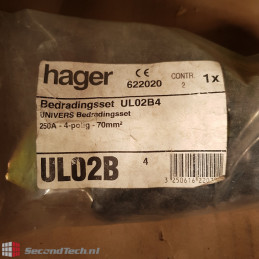 hager
CE
622020
CONTR.
2
1x
Bedradingsset UL02B4
UNIVERS Bedradingsset
250A - 4-polig - 70mm²
UL02B
4
SecondTech.nl